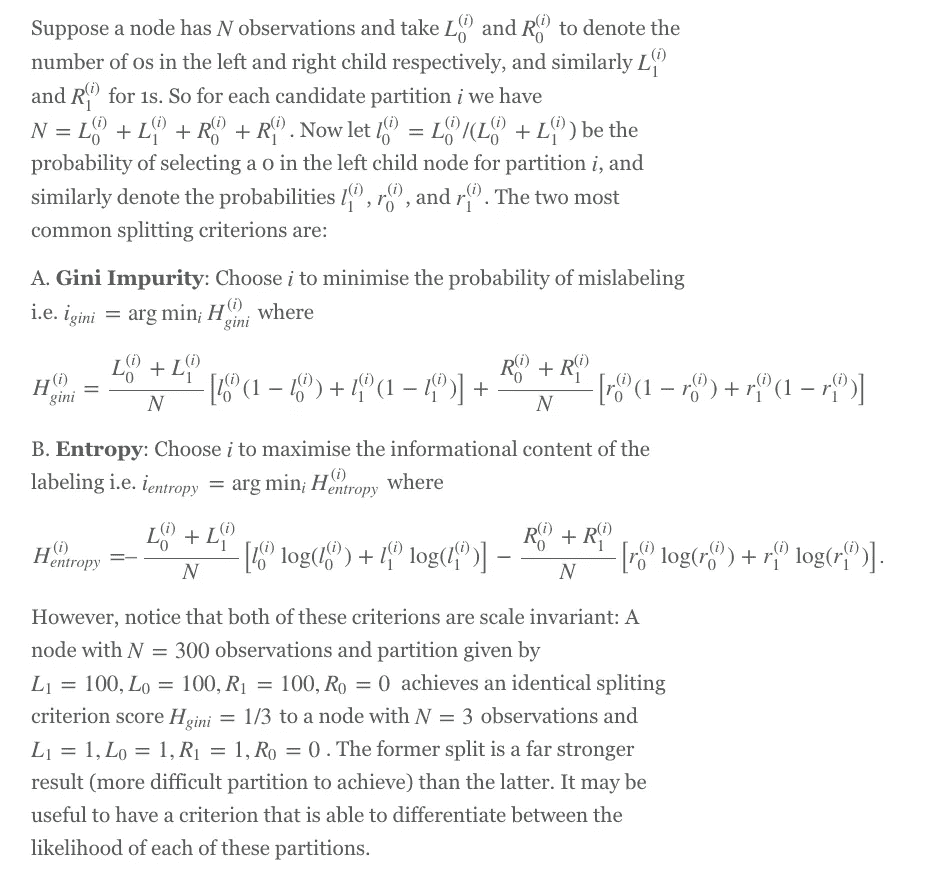 Suppose a node has N observations and take L_0^{(i)} and R_0^{(i)} to denote the
number of 0s in the left and right child respectively, and similarly L_1^{(i)}
and R_1^{(i)} for 1s. So for each candidate partition i we have
N = L_0^{(i)} + L_1^{(i)} + R_0^{(i)} + R_1^{(i)}. Now let l_0^{(i)} = L_0^{(i)}/(L_0^{(i)} + L_1^{(i)}) be the
probability of selecting a 0 in the left child node for partition i, and
similarly denote the probabilities l_1^{(i)}, r_0^{(i)}, and r_1^{(i)}. The two most
common splitting criterions are:
A. Gini Impurity: Choose i to minimise the probability of mislabeling
i.e. i_{gini} = arg min_i H_{gini}^{(i)} where
H_{gini}^{(i)} = \frac{L_0^{(i)} + L_1^{(i)}}{N} [l_0^{(i)}(1 − l_0^{(i)}) + l_1^{(i)}(1 − l_1^{(i)})] + \frac{R_0^{(i)} + R_1^{(i)}}{N} [r_0^{(i)}(1 − r_0^{(i)}) + r_1^{(i)}(1 − r_1^{(i)})]
B. Entropy: Choose i to maximise the informational content of the
labeling i.e. i_{entropy} = arg min_i H_{entropy}^{(i)} where
H_{entropy}^{(i)} =− \frac{L_0^{(i)} + L_1^{(i)}}{N} [l_0^{(i)} log(l_0^{(i)}) + l_1^{(i)} log(l_1^{(i)})] − \frac{R_0^{(i)} + R_1^{(i)}}{N} [r_0^{(i)} log(r_0^{(i)}) + r_1^{(i)} log(r_1^{(i)})].
However, notice that both of these criterions are scale invariant: A
node with N = 300 observations and partition given by
L_1 = 100, L_0 = 100, R_1 = 100, R_0 = 0 achieves an identical spliting
criterion score H_{gini} = 1/3 to a node with N = 3 observations and
L_1 = 1, L_0 = 1, R_1 = 1, R_0 = 0 . The former split is a far stronger
result (more difficult partition to achieve) than the latter. It may be
useful to have a criterion that is able to differentiate between the
likelihood of each of these partitions.